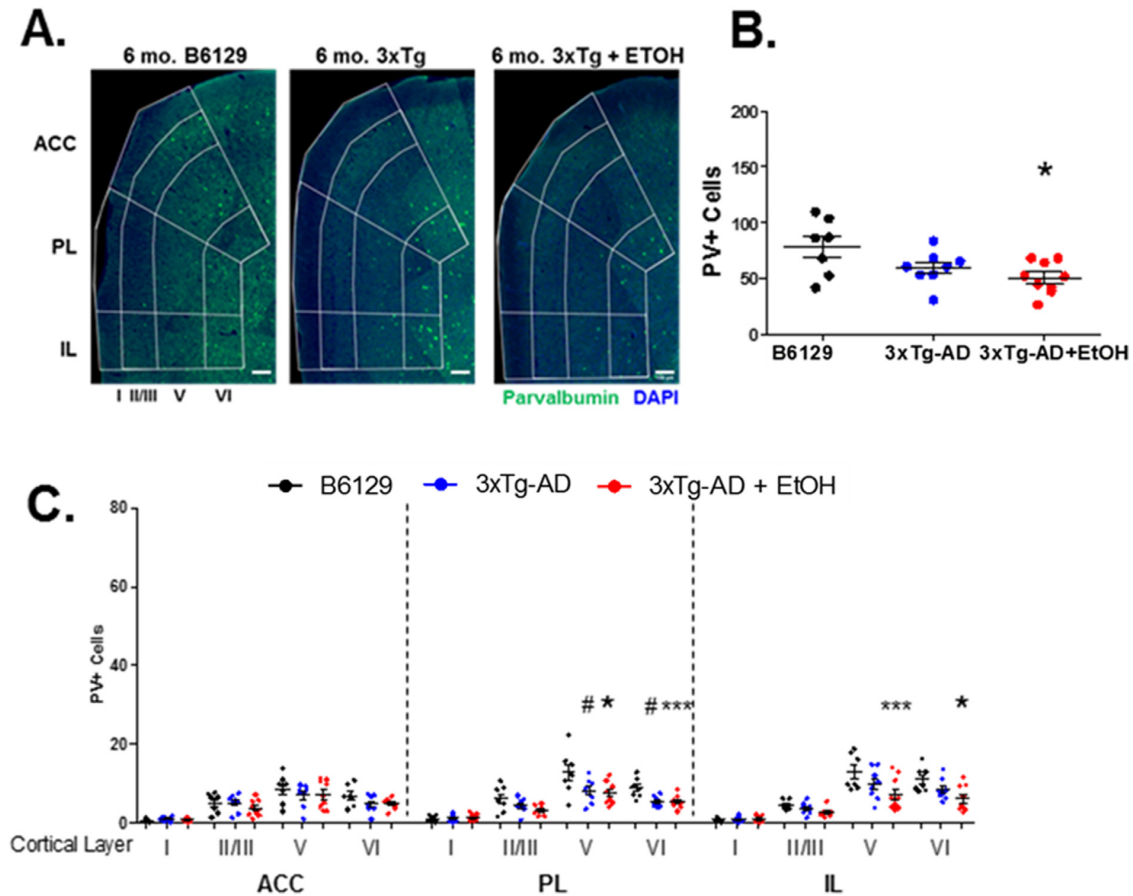 A.
6 mo. B6129 6 mo. 3xTg 6 mo. 3xTg + ETOH
ACC
PL
IL
I II/III V VI
Parvalbumin DAPI
B.
PV+ Cells
200
150
100
50
0
*
B6129 3xTg-AD 3xTg-AD+EtOH
C.
B6129 3xTg-AD 3xTg-AD + EtOH
PV+ Cells
80
60
40
20
0
# * # *** *** *
Cortical Layer I II/III V VI I II/III V VI I II/III V VI
ACC PL IL